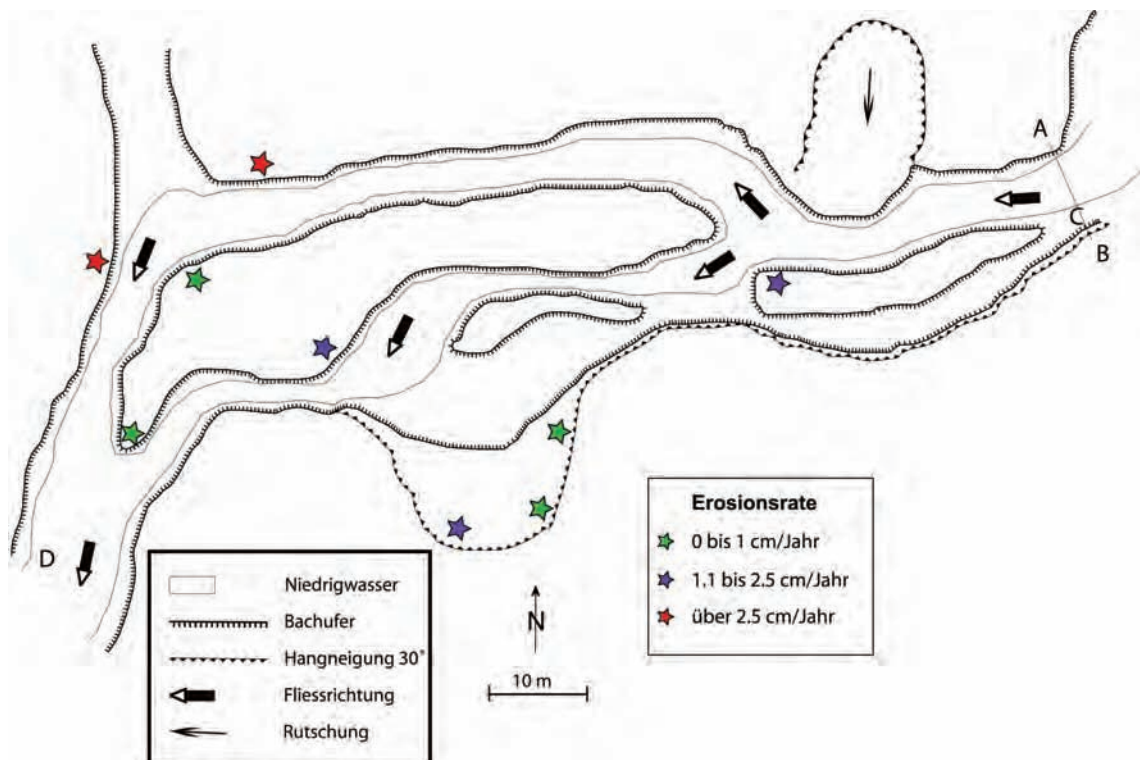 A
C
B
D
Erosionsrate
0 bis 1 cm/Jahr
1.1 bis 2.5 cm/Jahr
über 2.5 cm/Jahr
Niedrigwasser
Bachufer
Hangneigung 30°
Fliessrichtung
Rutschung
N
10 m